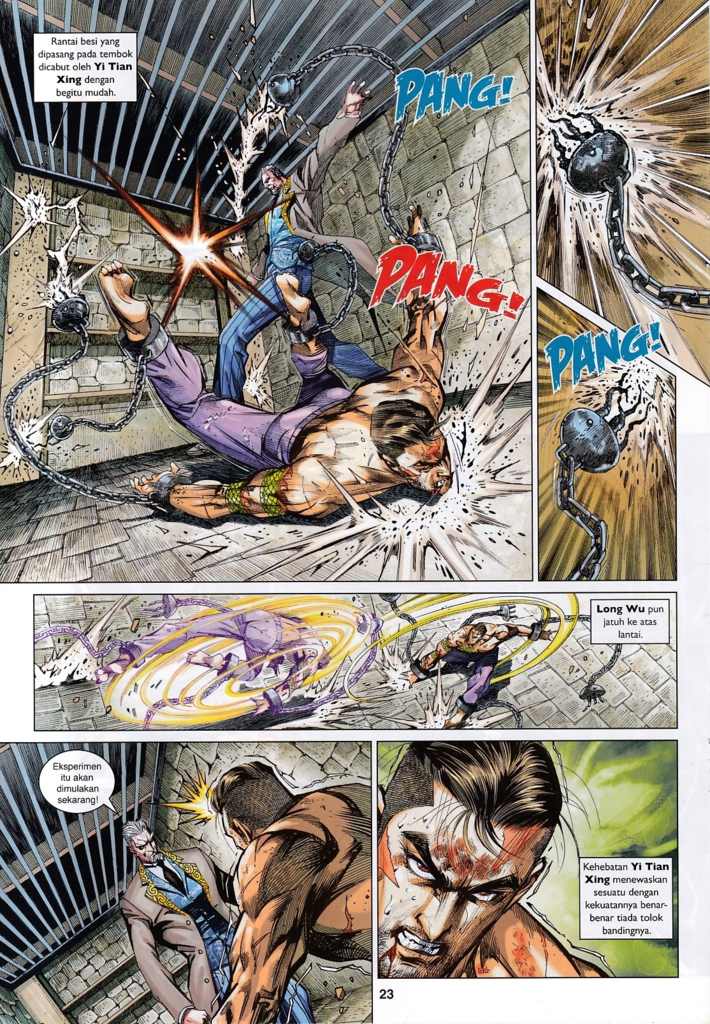 Rantai besi yang
dipasang pada tembok
dicabut oleh Yi Tian
Xing dengan
begitu mudah.
PANG!
PANG!
PANG!
Long Wu pun
jatuh ke atas
lantai.
Eksperimen
itu akan
dimulakan
sekarang!
Kehebatan Yi Tian
Xing menewaskan
sesuatu dengan
kekuatannya benar-
benar tiada tolok
bandingnya.
23